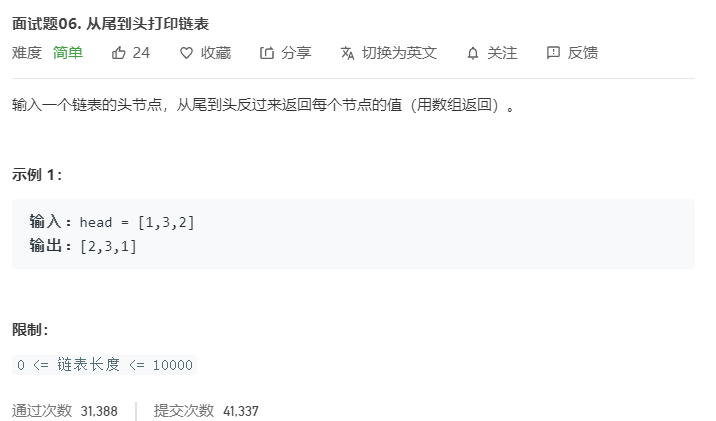 面试题06. 从尾到头打印链表
难度 简单 24 收藏 分享 切换为英文 关注 反馈
输入一个链表的头节点，从尾到头反过来返回每个节点的值（用数组返回）。
示例 1：
输入：head = [1,3,2]
输出：[2,3,1]
限制：
0 <= 链表长度 <= 10000
通过次数 31,388 提交次数 41,337